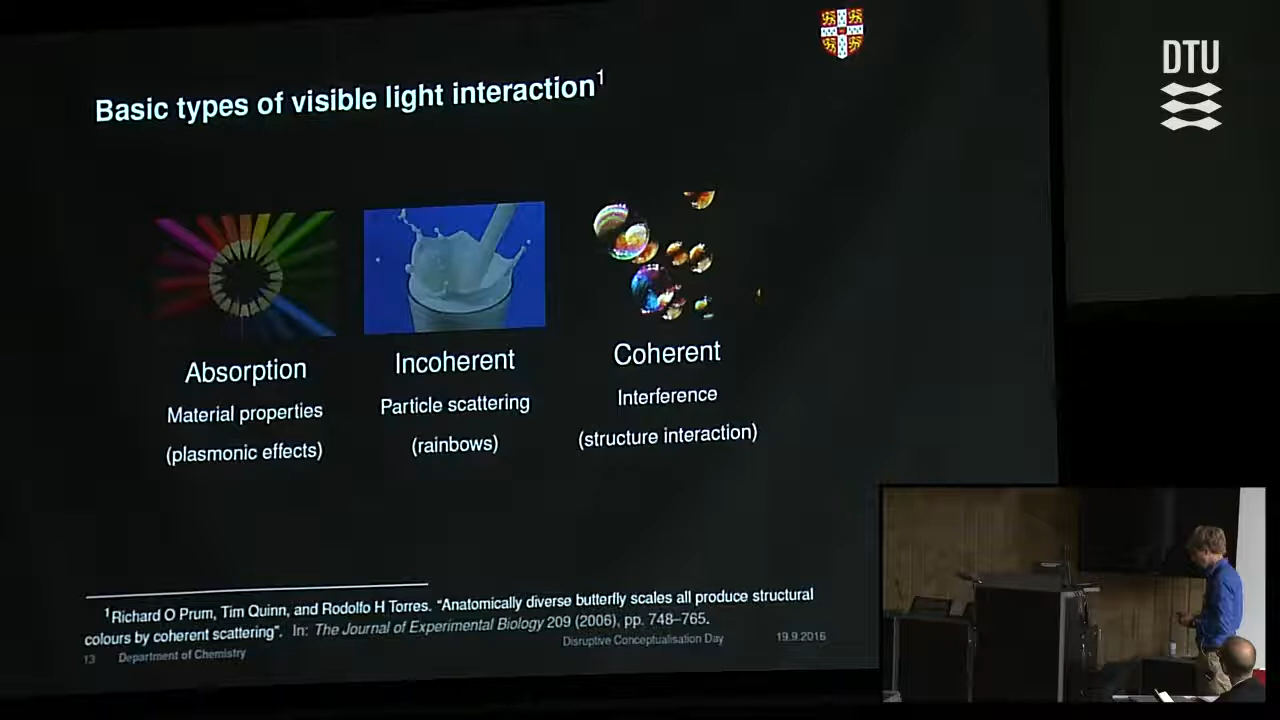 DTU
Basic types of visible light interaction¹
Absorption
Material properties
(plasmonic effects)
Incoherent
Particle scattering
(rainbows)
Coherent
Interference
(structure interaction)
¹Richard O Prum, Tim Quinn, and Rodolfo H Torres. “Anatomically diverse butterfly scales all produce structural
colours by coherent scattering”. In: The Journal of Experimental Biology 209 (2006), pp. 748–765.
13 Department of Chemistry
Disruptive Conceptualisation Day
19.9.2016